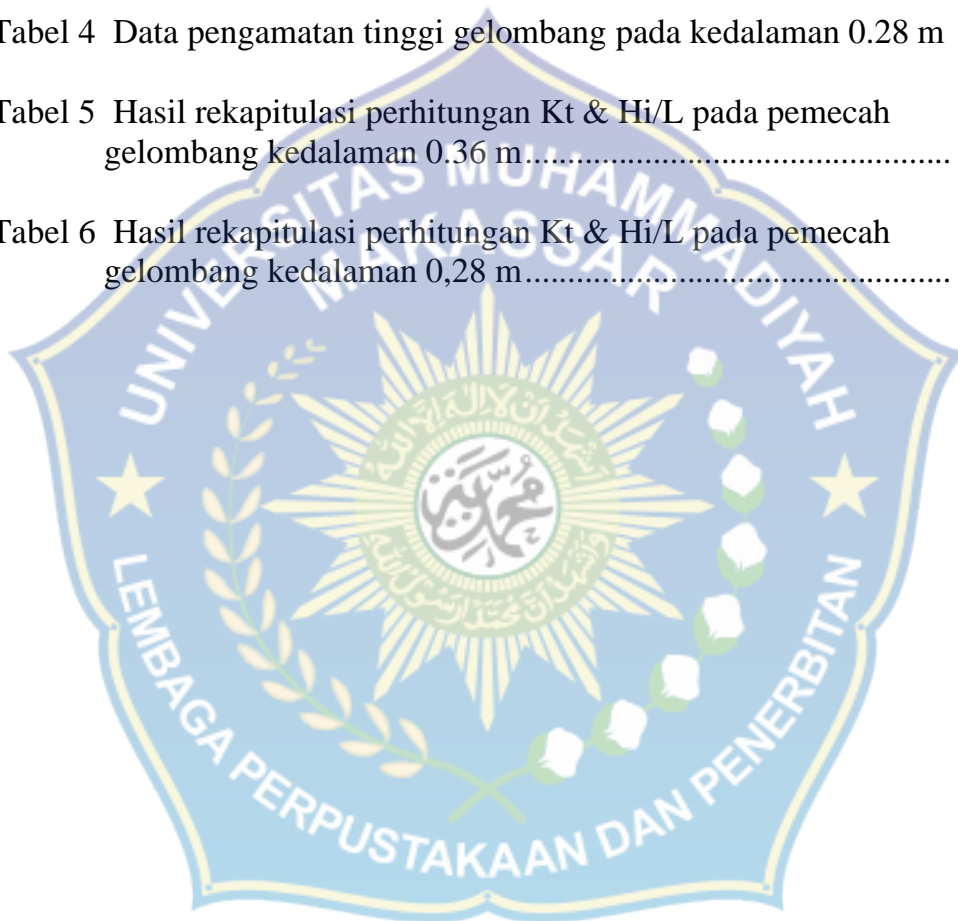 Tabel 4 Data pengamatan tinggi gelombang pada kedalaman 0.28 m
Tabel 5 Hasil rekapitulasi perhitungan Kt & Hi/L pada pemecah
gelombang kedalaman 0.36 m..................................................
Tabel 6 Hasil rekapitulasi perhitungan Kt & Hi/L pada pemecah
gelombang kedalaman 0,28 m..................................................
UNIVERSITAS MUHAMMADIYAH
MAKASSAR
LEMBAGA PERPUSTAKAAN DAN PENERBITAN